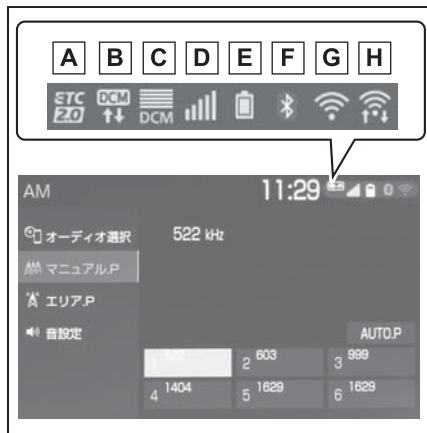 A B C D E F G H
ETC 2.0 DCM DCM
AM 11:29
オーディオ選択 522 kHz
マニュアル.P
エリア.P
音設定 AUTO.P
1 522 2 603 3 999
4 1404 5 1629 6 1629